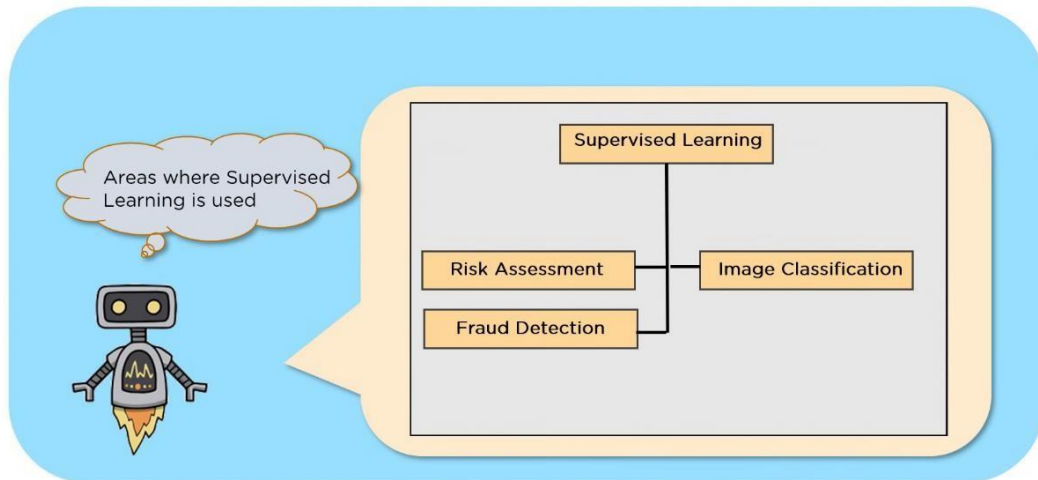 Areas where Supervised
Learning is used
Supervised Learning
Risk Assessment
Image Classification
Fraud Detection